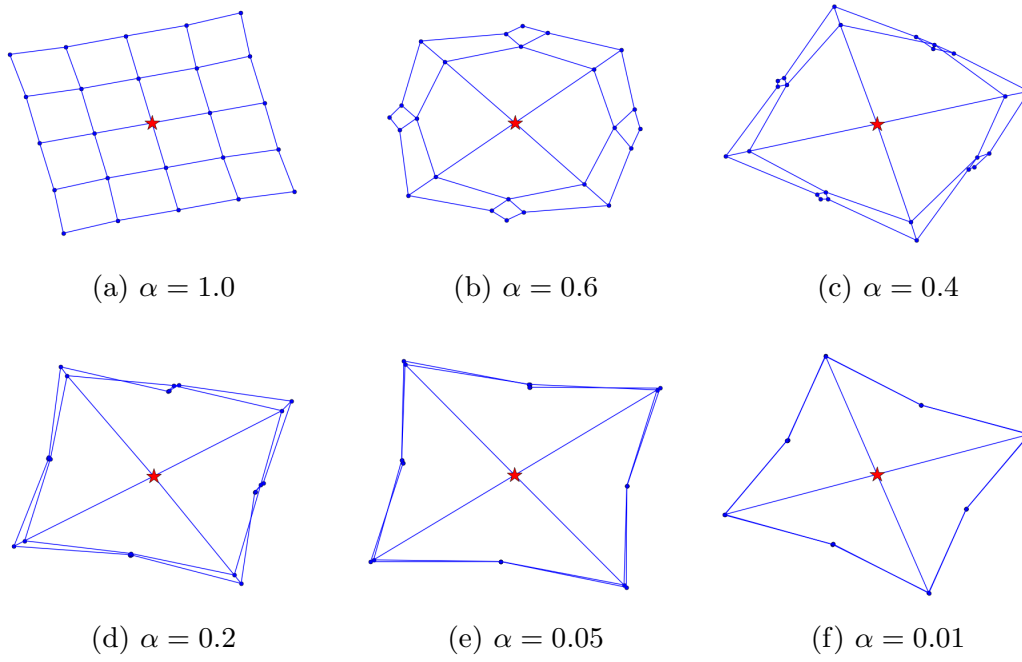 (a) α = 1.0
(b) α = 0.6
(c) α = 0.4
(d) α = 0.2
(e) α = 0.05
(f) α = 0.01